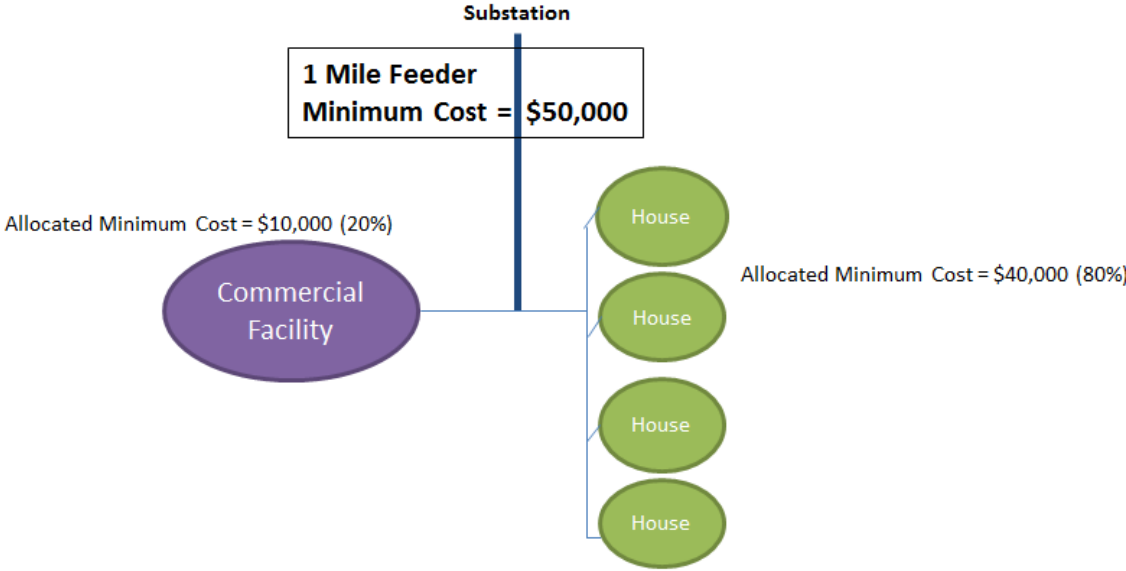 Substation
1 Mile Feeder
Minimum Cost = $50,000
Allocated Minimum Cost = $10,000 (20%)
Commercial
Facility
House
Allocated Minimum Cost = $40,000 (80%)
House
House
House